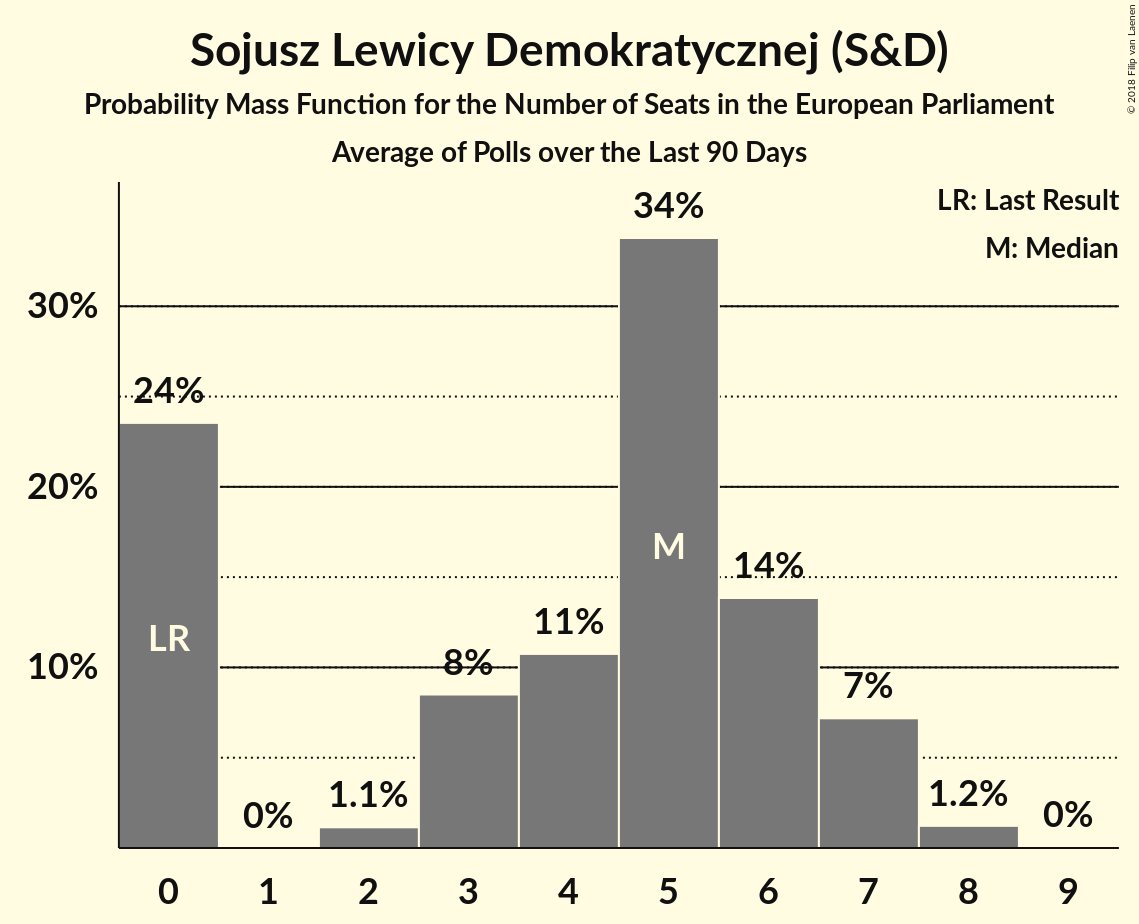 Sojusz Lewicy Demokratycznej (S&D)
Probability Mass Function for the Number of Seats in the European Parliament
Average of Polls over the Last 90 Days
© 2018 Filip van Laenen
LR: Last Result
M: Median
30%
20%
10%
24%
0%
1.1%
8%
11%
34%
14%
7%
1.2%
0%
LR
M
0 1 2 3 4 5 6 7 8 9